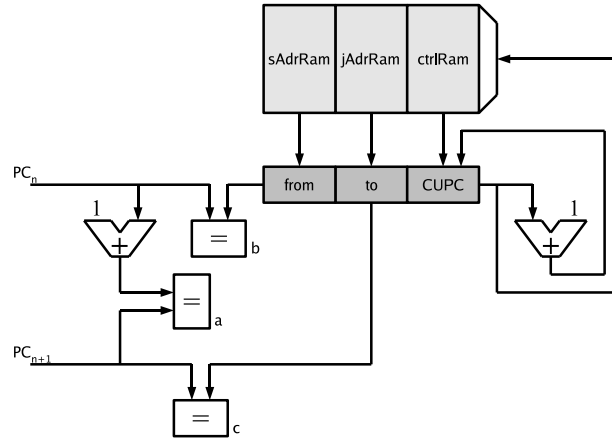 sAdrRam jAdrRam ctrlRam
PCn
from to CUPC
1 1
+ = b +
= a
PCn+1
= c